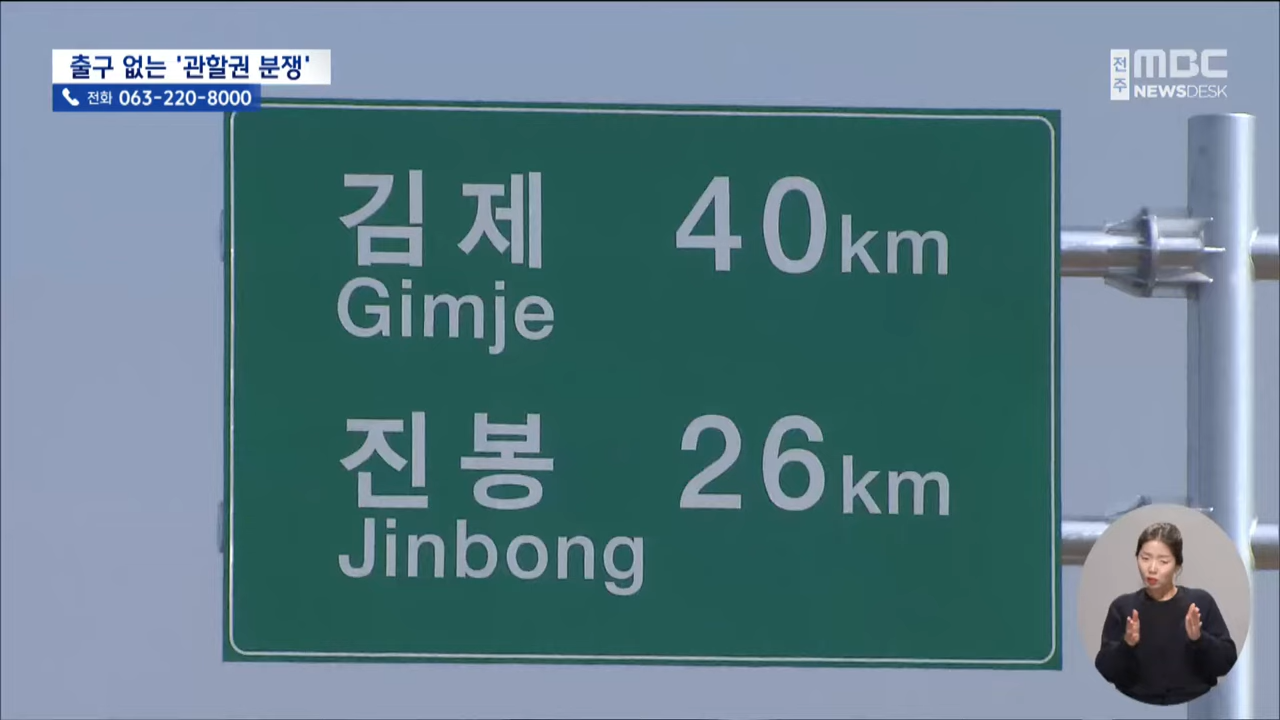 출구 없는 '관할권 분쟁'
전화 063-220-8000
전주 MBC
NEWSDESK
김제 40km
Gimje
진봉 26km
Jinbong